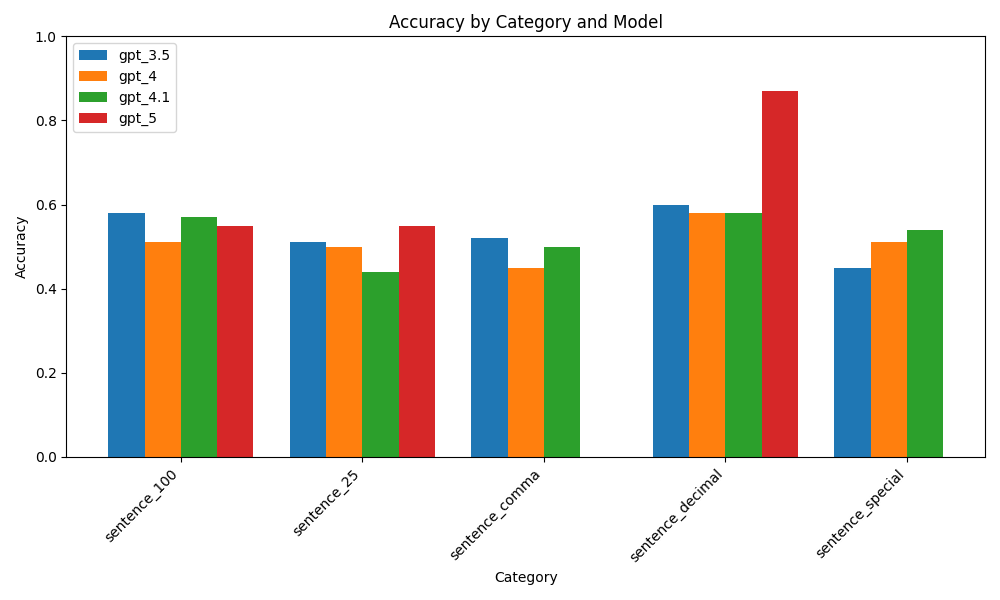 Accuracy by Category and Model
gpt_3.5
gpt_4
gpt_4.1
gpt_5
Accuracy
1.0
0.8
0.6
0.4
0.2
0.0
sentence_100
sentence_25
sentence_comma
sentence_decimal
sentence_special
Category